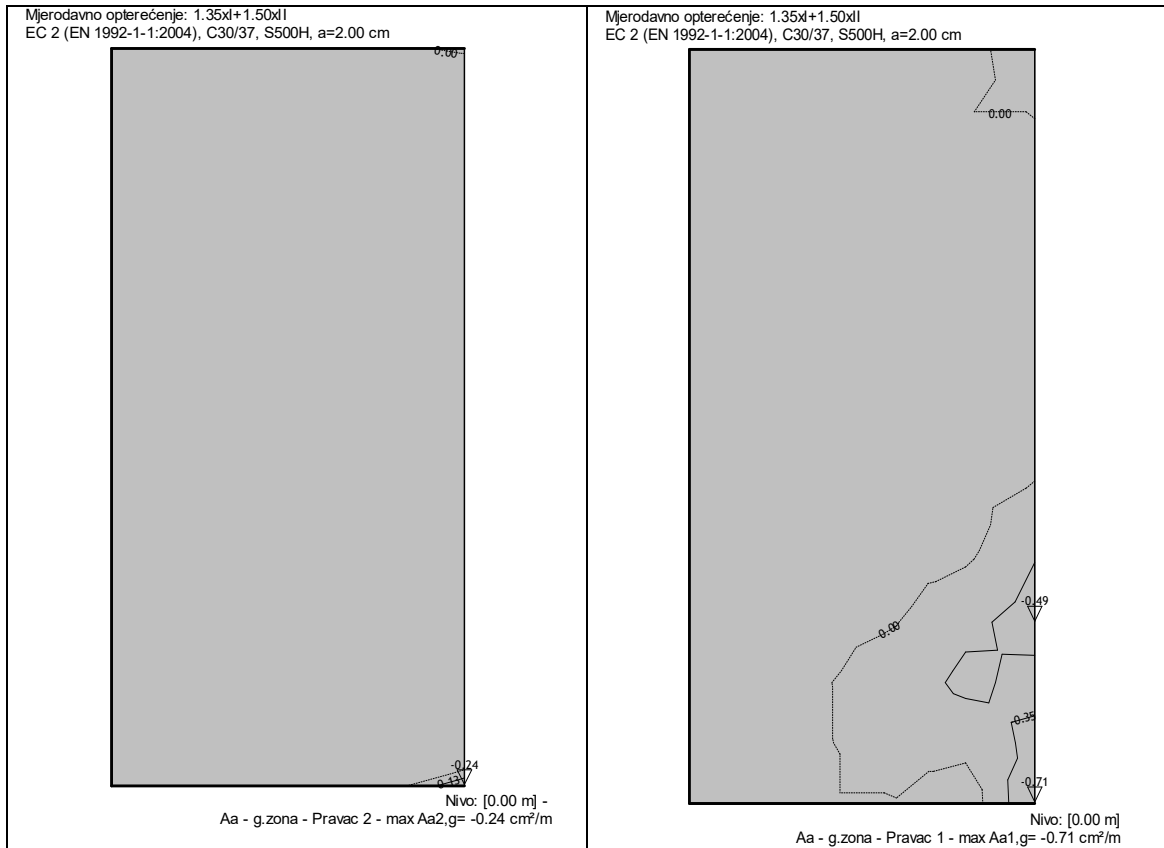 Mjerodavno opterećenje: 1.35xI+1.50xII
EC 2 (EN 1992-1-1:2004), C30/37, S500H, a=2.00 cm
0.00
-0.24
0.13
Nivo: [0.00 m] -
Aa - g.zona - Pravac 2 - max Aa2,g= -0.24 cm²/m
Mjerodavno opterećenje: 1.35xI+1.50xII
EC 2 (EN 1992-1-1:2004), C30/37, S500H, a=2.00 cm
0.00
-0.49
0.00
-0.35
-0.71
Nivo: [0.00 m]
Aa - g.zona - Pravac 1 - max Aa1,g= -0.71 cm²/m